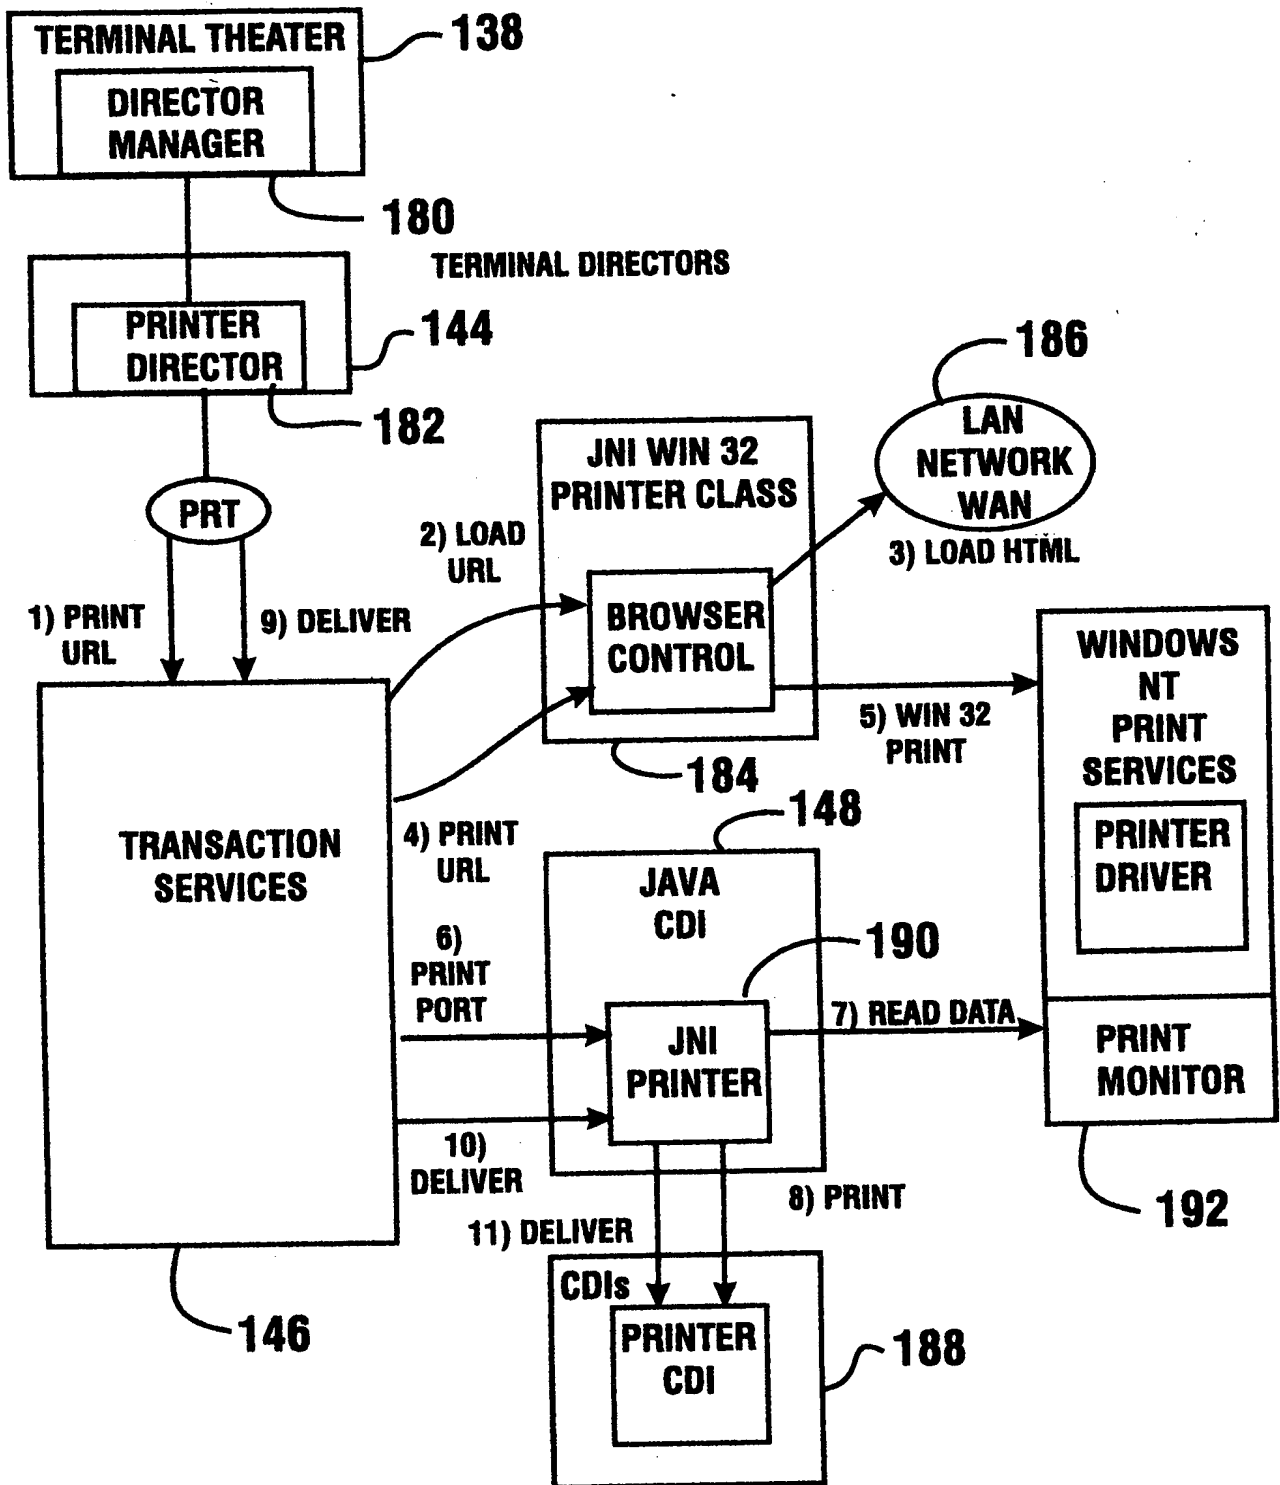 TERMINAL THEATER
138
DIRECTOR
MANAGER
180
TERMINAL DIRECTORS
PRINTER
DIRECTOR
144
182
186
LAN
NETWORK
WAN
JNI WIN 32
PRINTER CLASS
PRT
2) LOAD
URL
3) LOAD HTML
1) PRINT
URL
9) DELIVER
BROWSER
CONTROL
WINDOWS
NT
PRINT
SERVICES
5) WIN 32
PRINT
184
148
PRINTER
DRIVER
TRANSACTION
SERVICES
4) PRINT
URL
JAVA
CDI
190
6)
PRINT
PORT
7) READ DATA
JNI
PRINTER
PRINT
MONITOR
10)
DELIVER
8) PRINT
192
11) DELIVER
CDIs
PRINTER
CDI
146
188